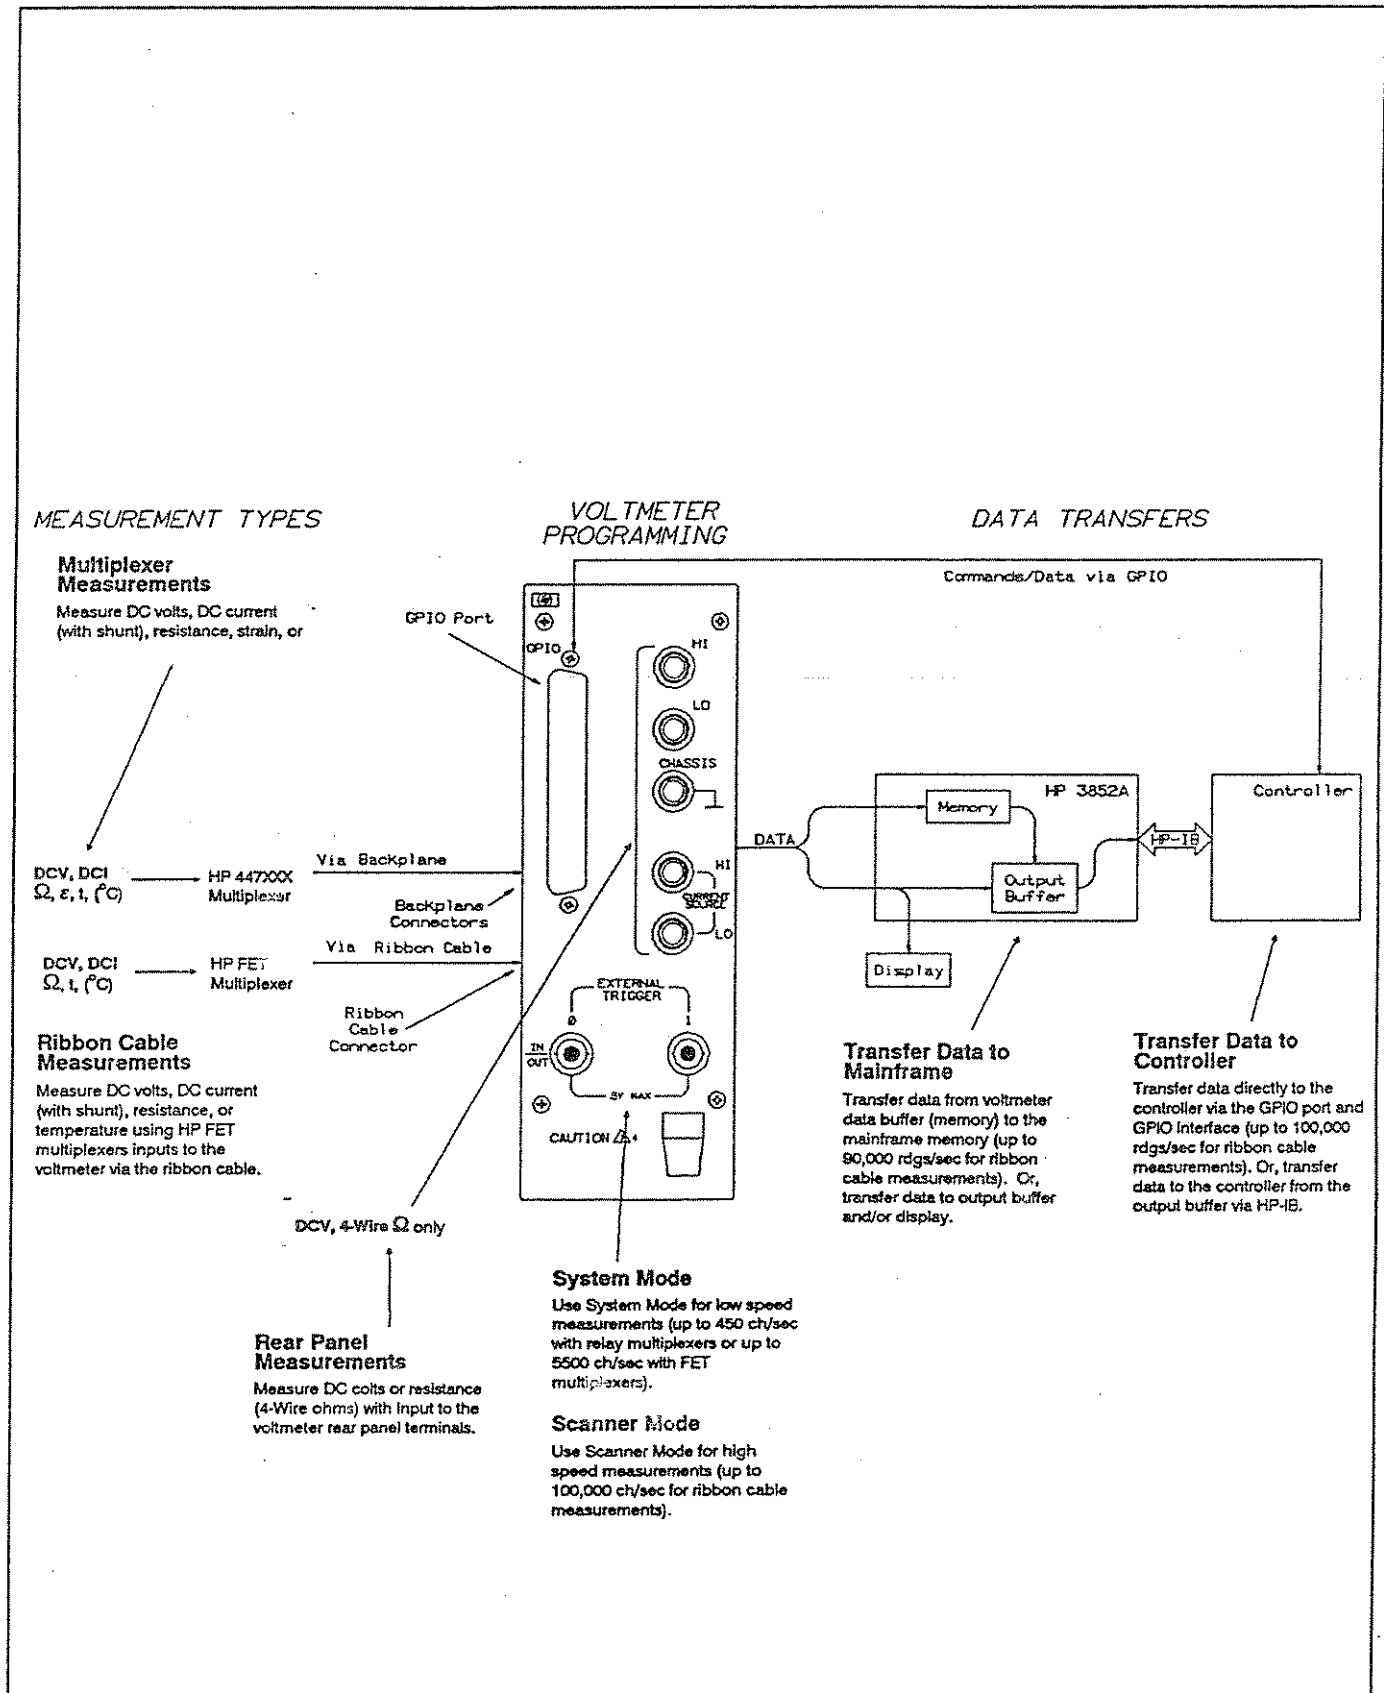 MEASUREMENT TYPES
VOLTMETER
PROGRAMMING
DATA TRANSFERS
Multiplexer
Measurements
Measure DC volts, DC current
(with shunt), resistance, strain, or
Commands/Data via GPIO
GPIO Port
GPIO
HI
LO
CHASSIS
HI
CURRENT
SOURCE
LO
EXTERNAL
TRIGGER
0
1
IN
OUT
5V MAX
CAUTION 4
DATA
HP 3852A
Memory
Output
Buffer
Display
HP-IB
Controller
DCV, DCI
Ω, ε, t, (°C)
HP 447XXX
Multiplexer
Via Backplane
Backplane
Connectors
DCV, DCI
Ω, t, (°C)
HP FET
Multiplexer
Via Ribbon Cable
Ribbon
Cable
Connector
Ribbon Cable
Measurements
Measure DC volts, DC current
(with shunt), resistance, or
temperature using HP FET
multiplexers inputs to the
voltmeter via the ribbon cable.
DCV, 4-Wire Ω only
Rear Panel
Measurements
Measure DC colts or resistance
(4-Wire ohms) with input to the
voltmeter rear panel terminals.
System Mode
Use System Mode for low speed
measurements (up to 450 ch/sec
with relay multiplexers or up to
5500 ch/sec with FET
multiplexers).
Scanner Mode
Use Scanner Mode for high
speed measurements (up to
100,000 ch/sec for ribbon cable
measurements).
Transfer Data to
Mainframe
Transfer data from voltmeter
data buffer (memory) to the
mainframe memory (up to
90,000 rdgs/sec for ribbon
cable measurements). Or,
transfer data to output buffer
and/or display.
Transfer Data to
Controller
Transfer data directly to the
controller via the GPIO port and
GPIO Interface (up to 100,000
rdgs/sec for ribbon cable
measurements). Or, transfer
data to the controller from the
output buffer via HP-IB.